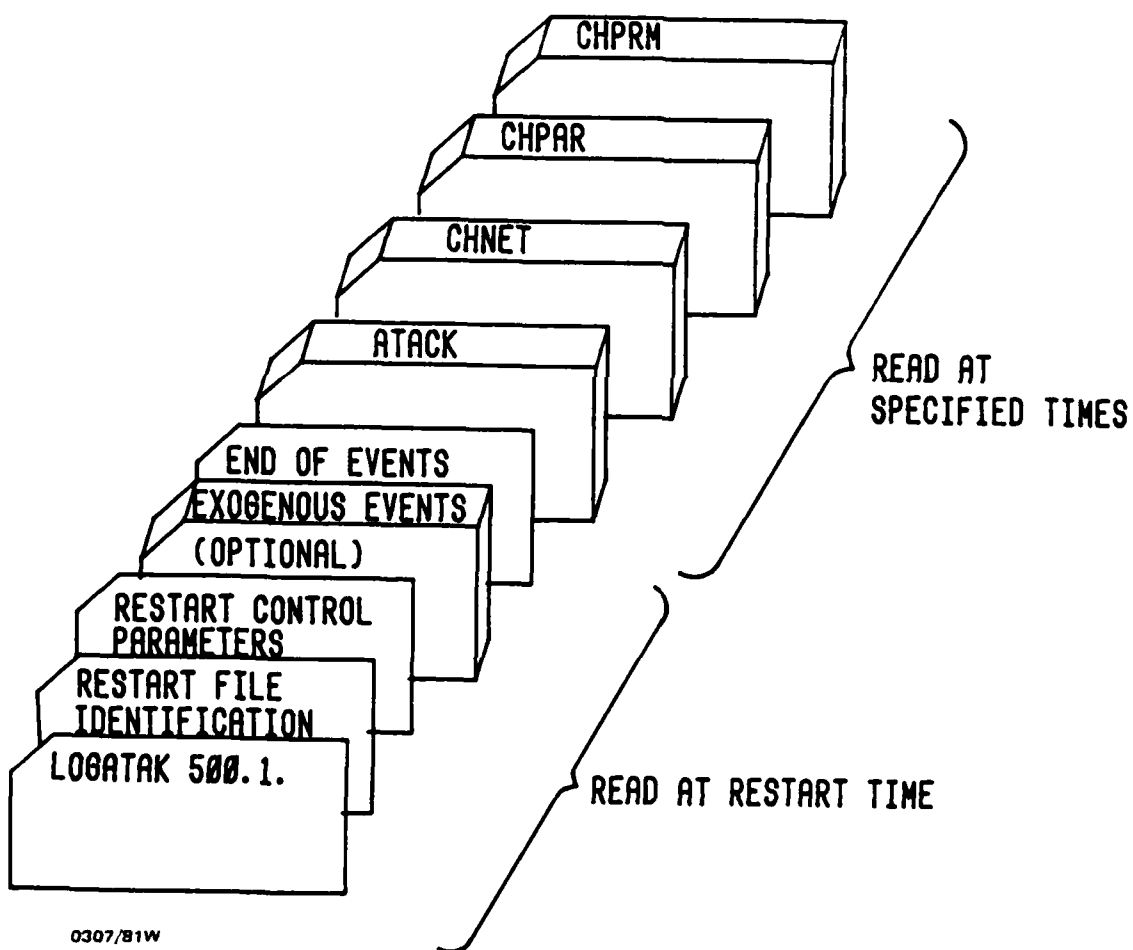 CHPRM
CHPAR
CHNET
ATACK
END OF EVENTS
EXOGENOUS EVENTS
(OPTIONAL)
RESTART CONTROL
PARAMETERS
RESTART FILE
IDENTIFICATION
LOGATAK 500.1.
READ AT
SPECIFIED TIMES
READ AT RESTART TIME
0307/81W